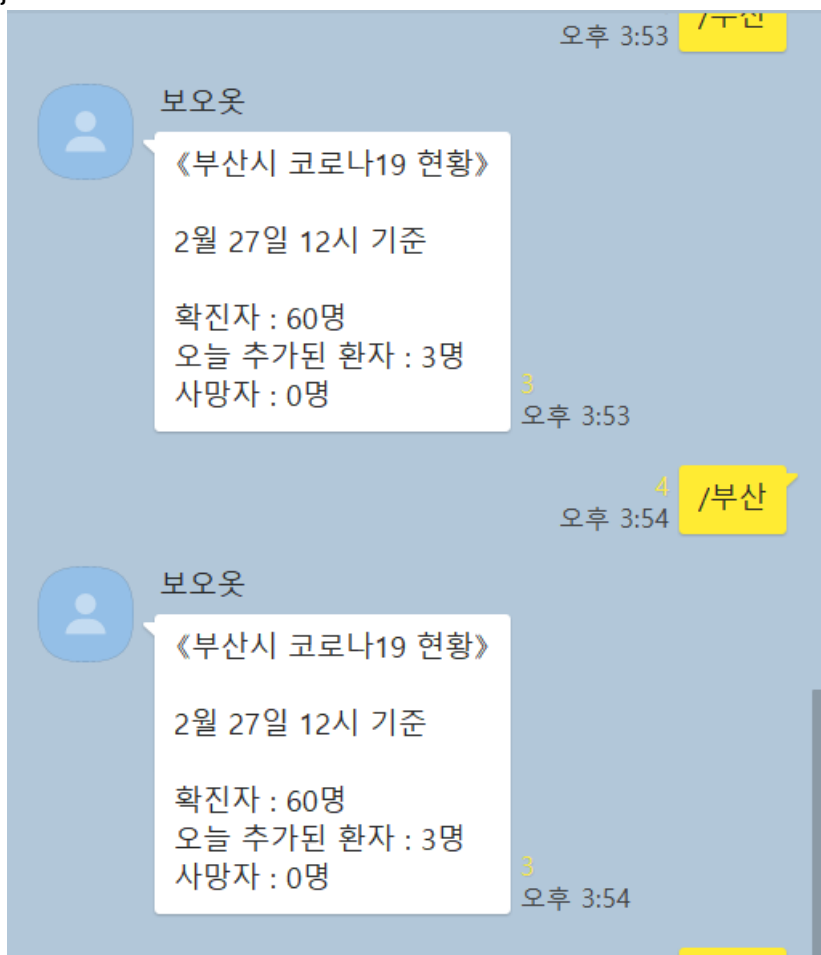 오후 3:53
보오옷
《부산시 코로나19 현황》
2월 27일 12시 기준
확진자 : 60명
오늘 추가된 환자 : 3명
사망자 : 0명
3
오후 3:53
4
오후 3:54
/부산
보오옷
《부산시 코로나19 현황》
2월 27일 12시 기준
확진자 : 60명
오늘 추가된 환자 : 3명
사망자 : 0명
3
오후 3:54